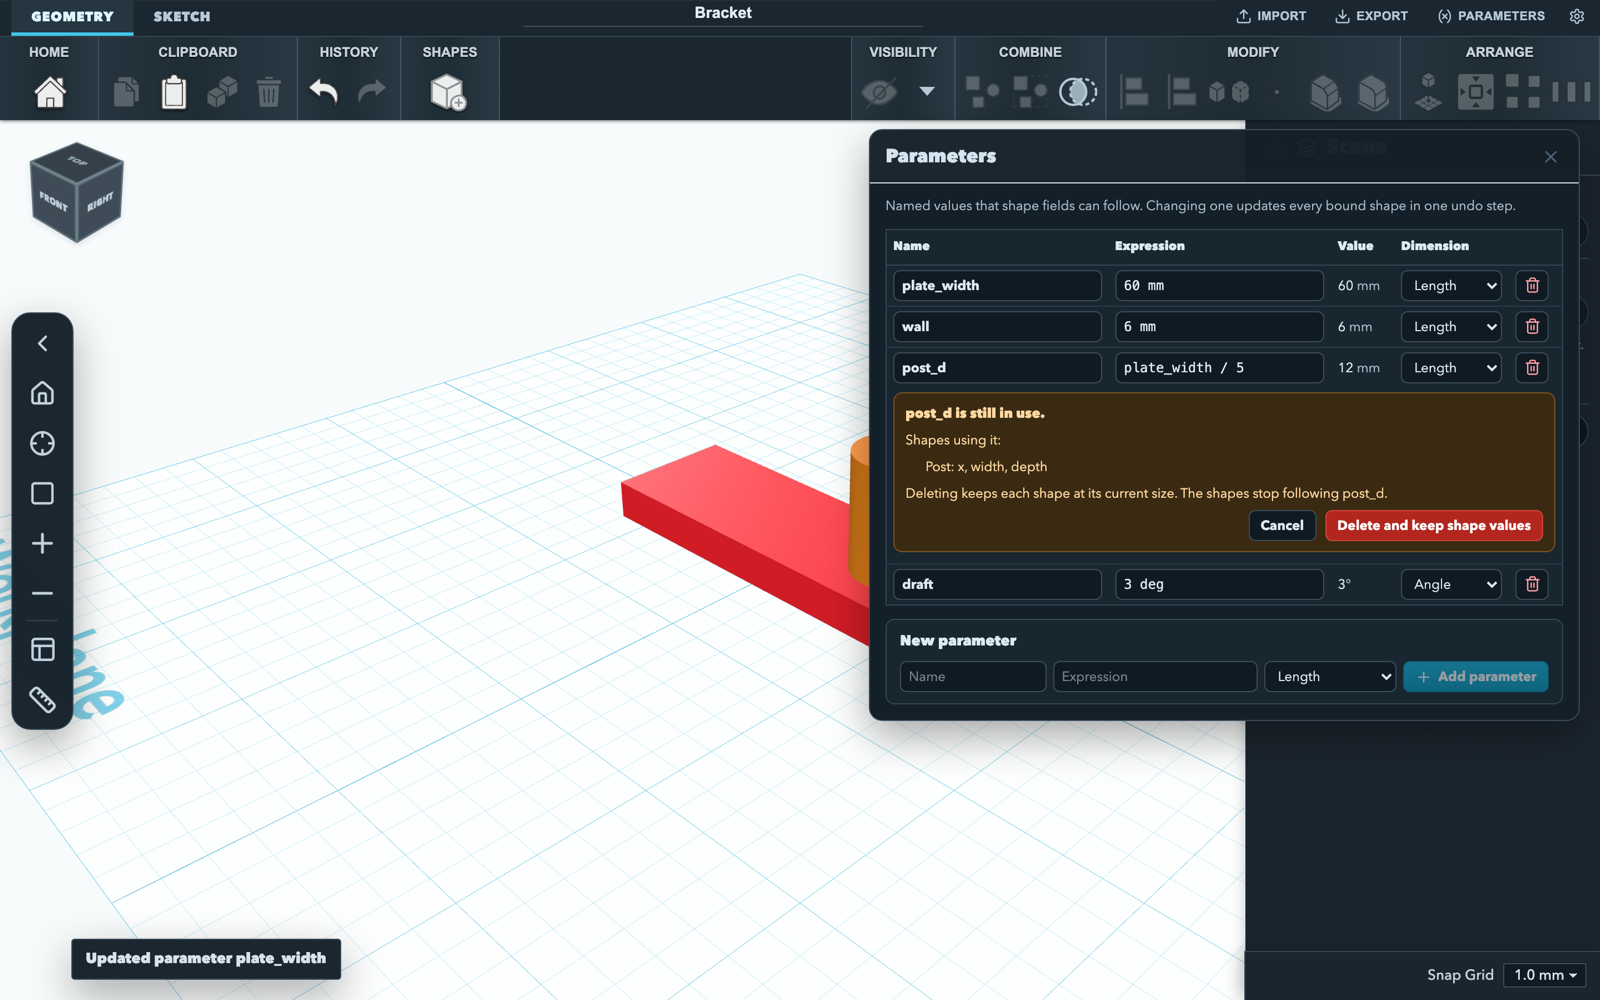 GEOMETRY
SKETCH
Bracket
IMPORT
EXPORT
PARAMETERS
HOME
CLIPBOARD
HISTORY
SHAPES
VISIBILITY
COMBINE
MODIFY
ARRANGE
TOP
FRONT
RIGHT
Scene
Parameters
Named values that shape fields can follow. Changing one updates every bound shape in one undo step.
Name Expression Value Dimension
plate_width 60 mm 60 mm Length
wall 6 mm 6 mm Length
post_d plate_width / 5 12 mm Length
post_d is still in use.
Shapes using it:
Post: x, width, depth
Deleting keeps each shape at its current size. The shapes stop following post_d.
Cancel Delete and keep shape values
draft 3 deg 3° Angle
New parameter
Name Expression Length + Add parameter
Updated parameter plate_width
Snap Grid 1.0 mm